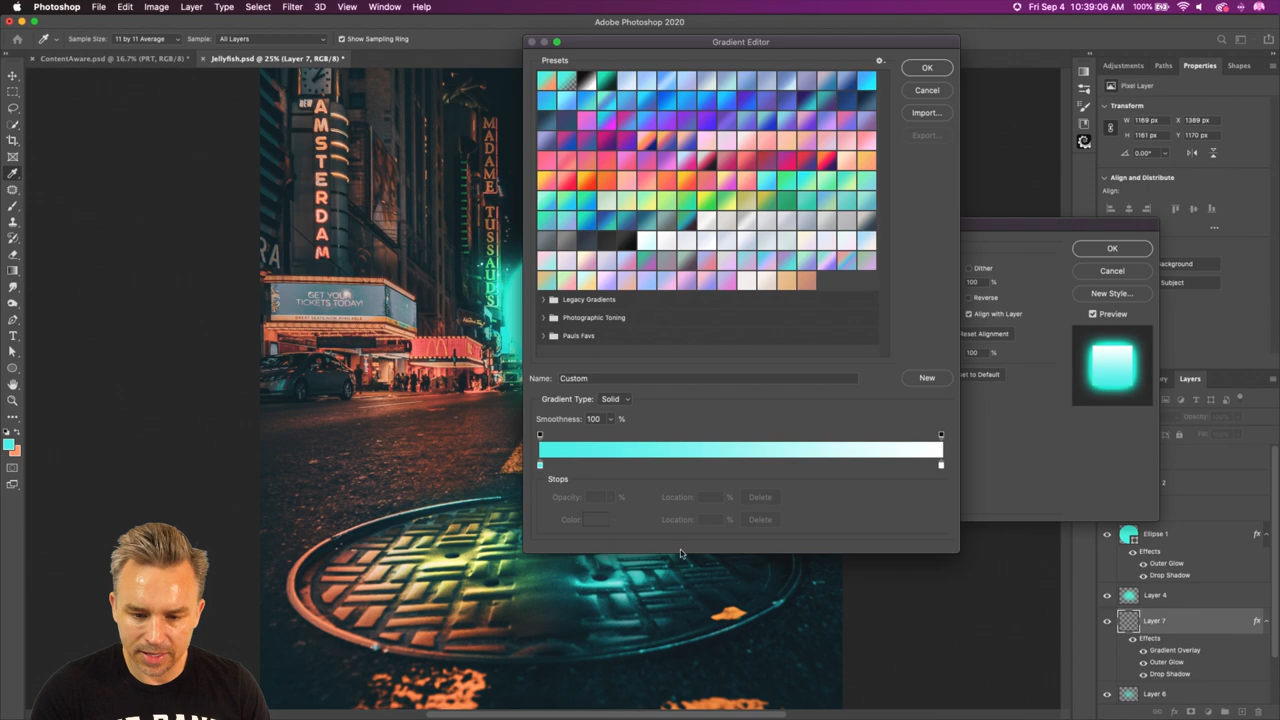 Photoshop File Edit Image Layer Type Select Filter 3D View Window Help
100% Fri Sep 4 10:39:06 AM
Adobe Photoshop 2020
Sample Size: 11 by 11 Average Sample: All Layers Show Sampling Ring
ContentAware.psd @ 16.7% (PRT, RGB/8) *
Jellyfish.psd @ 25% (Layer 7, RGB/8) *
Gradient Editor
Presets
OK
Cancel
Import...
Export...
Legacy Gradients
Photographic Toning
Pauls Favs
Name: Custom
New
Gradient Type: Solid
Smoothness: 100 %
Stops
Opacity: % Location: % Delete
Color: Location: % Delete
Dither
100 %
Reverse
Align with Layer
Reset Alignment
100 %
OK
Cancel
New Style...
Preview
Adjustments Paths Properties Shapes
Pixel Layer
Transform
W: 1169 px X: 1389 px
H: 1161 px Y: 1170 px
0.00°
Align and Distribute
Align:
Subject
Layers
Opacity:
Fill:
2
Ellipse 1 fx
Effects
Outer Glow
Drop Shadow
Layer 4
Layer 7 fx
Effects
Gradient Overlay
Outer Glow
Drop Shadow
Layer 6
NEW
AMSTERDAM
MADAME TUSSAUDS
GET YOUR
TICKETS TODAY!